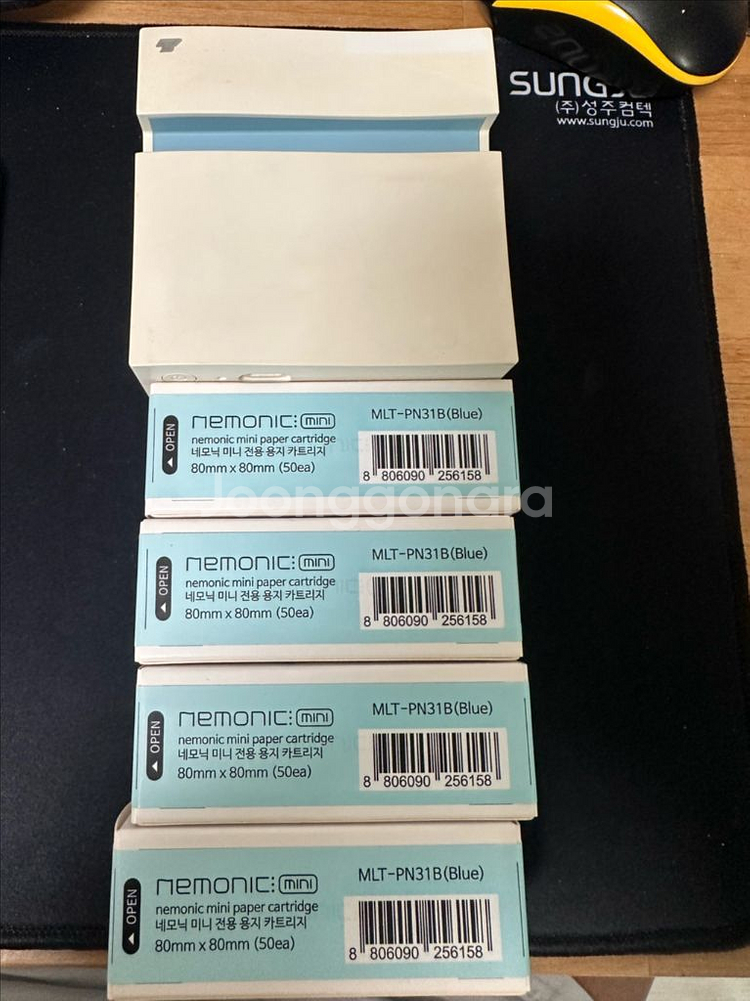 SUNGJU
(주)성주컴텍
www.sungju.com
OPEN
nemonic mini
nemonic mini paper cartridge
네모닉 미니 전용 용지 카트리지
80mm x 80mm (50ea)
MLT-PN31B(Blue)
8 806090 256158
Joonggonara
OPEN
nemonic mini
nemonic mini paper cartridge
네모닉 미니 전용 용지 카트리지
80mm x 80mm (50ea)
MLT-PN31B(Blue)
8 806090 256158
OPEN
nemonic mini
nemonic mini paper cartridge
네모닉 미니 전용 용지 카트리지
80mm x 80mm (50ea)
MLT-PN31B(Blue)
8 806090 256158
OPEN
nemonic mini
nemonic mini paper cartridge
네모닉 미니 전용 용지 카트리지
80mm x 80mm (50ea)
MLT-PN31B(Blue)
8 806090 256158